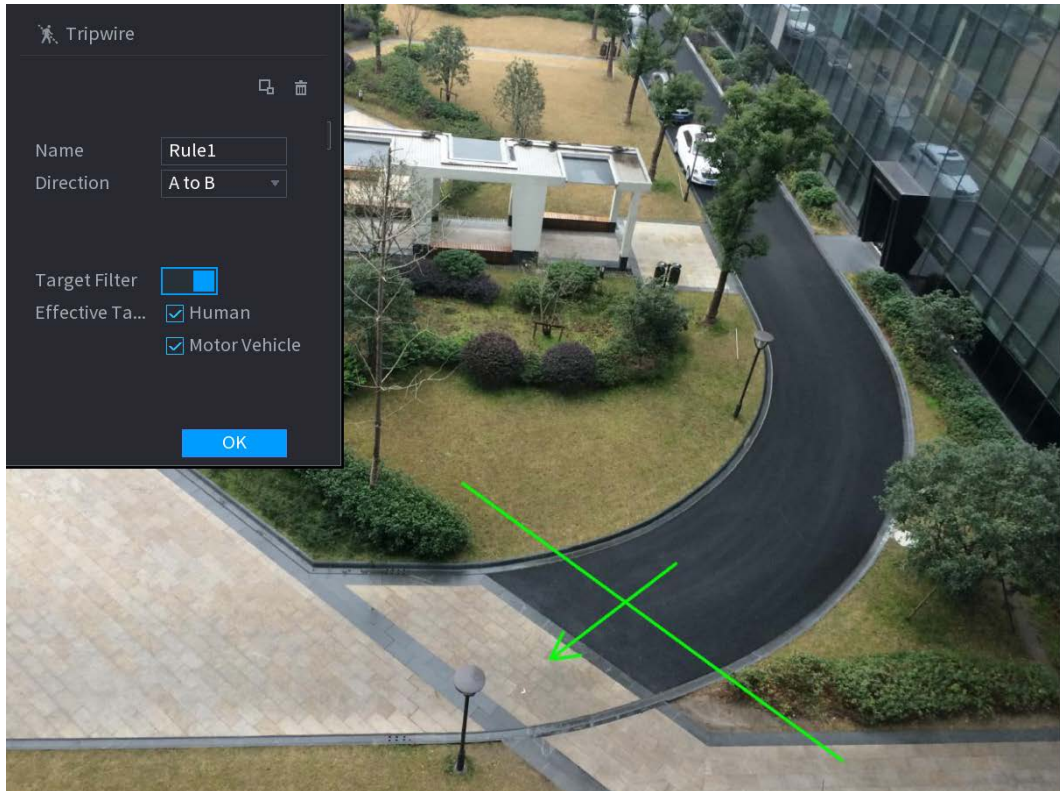 Tripwire
Name Rule1
Direction A to B
Target Filter
Effective Ta... Human
Motor Vehicle
OK